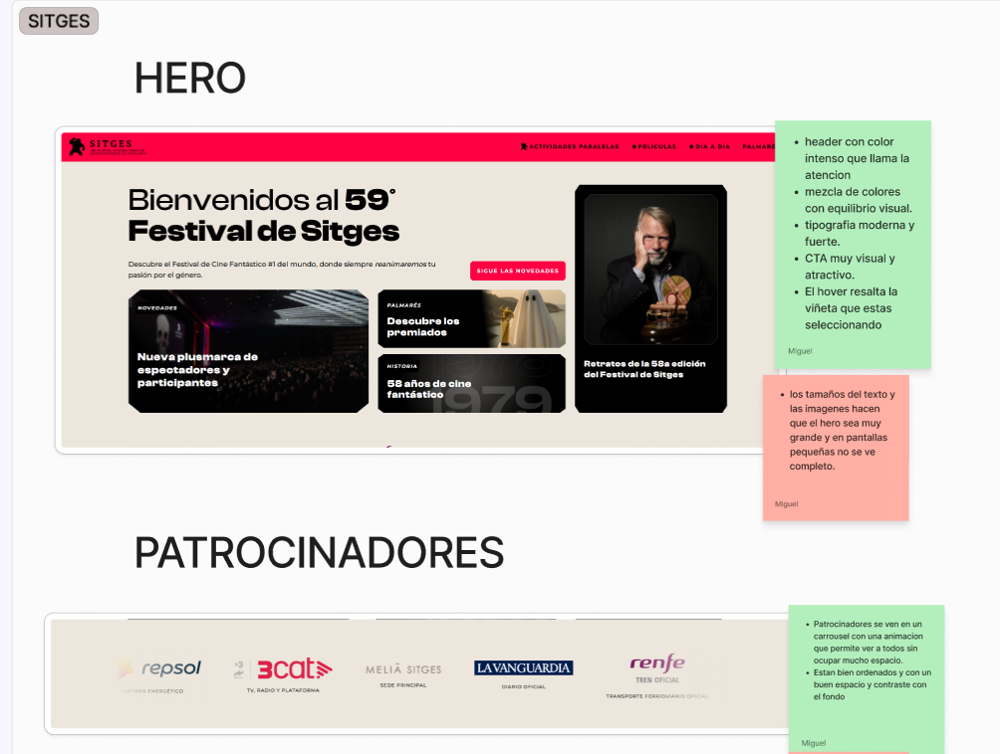 SITGES
HERO
SITGES
ACTIVIDADES PARALELAS
PELÍCULAS
DÍA A DÍA
Bienvenidos al 59°
Festival de Sitges
Descubre el Festival de Cine Fantástico #1 del mundo, donde siempre reanimaremos tu
pasión por el género.
SIGUE LAS NOVEDADES
NOVEDADES
Nueva plusmarca de
espectadores y
participantes
PALMARÉS
Descubre los
premiados
HISTORIA
58 años de cine
fantástico
1979
Retratos de la 58a edición
del Festival de Sitges
• header con color
intenso que llama la
atencion
• mezcla de colores
con equilibrio visual.
• tipografia moderna y
fuerte.
• CTA muy visual y
atractivo.
• El hover resalta la
viñeta que estas
seleccionando
Miguel
• los tamaños del texto y
las imagenes hacen
que el hero sea muy
grande y en pantallas
pequeñas no se ve
completo.
Miguel
PATROCINADORES
repsol
ENERGÉTICO
3cat
TV, RADIO Y PLATAFORMA
MELIÃ SITGES
SEDE PRINCIPAL
LAVANGUARDIA
DIARIO OFICIAL
renfe
TREN OFICIAL
TRANSPORTE FERROVIARIO OFICIAL
• Patrocinadores se ven en un
carrousel con una animacion
que permite ver a todos sin
ocupar mucho espacio.
• Estan bien ordenados y con un
buen espacio y contraste con
el fondo
Miguel